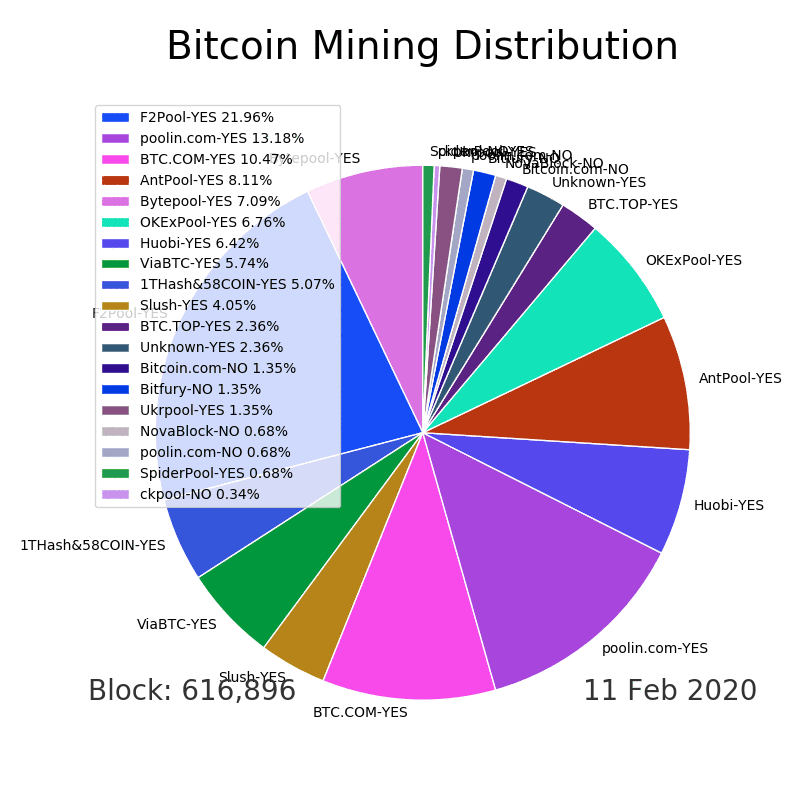 Bitcoin Mining Distribution
F2Pool-YES 21.96%
poolin.com-YES 13.18%
BTC.COM-YES 10.47%
AntPool-YES 8.11%
Bytepool-YES 7.09%
OKExPool-YES 6.76%
Huobi-YES 6.42%
ViaBTC-YES 5.74%
1THash&58COIN-YES 5.07%
Slush-YES 4.05%
BTC.TOP-YES 2.36%
Unknown-YES 2.36%
Bitcoin.com-NO 1.35%
Bitfury-NO 1.35%
Ukrpool-YES 1.35%
NovaBlock-NO 0.68%
poolin.com-NO 0.68%
SpiderPool-YES 0.68%
ckpool-NO 0.34%
NovaBlock-NO
Bitcoin.com-NO
Unknown-YES
BTC.TOP-YES
OKExPool-YES
AntPool-YES
Huobi-YES
poolin.com-YES
BTC.COM-YES
Slush-YES
ViaBTC-YES
1THash&58COIN-YES
F2Pool-YES
Block: 616,896
11 Feb 2020